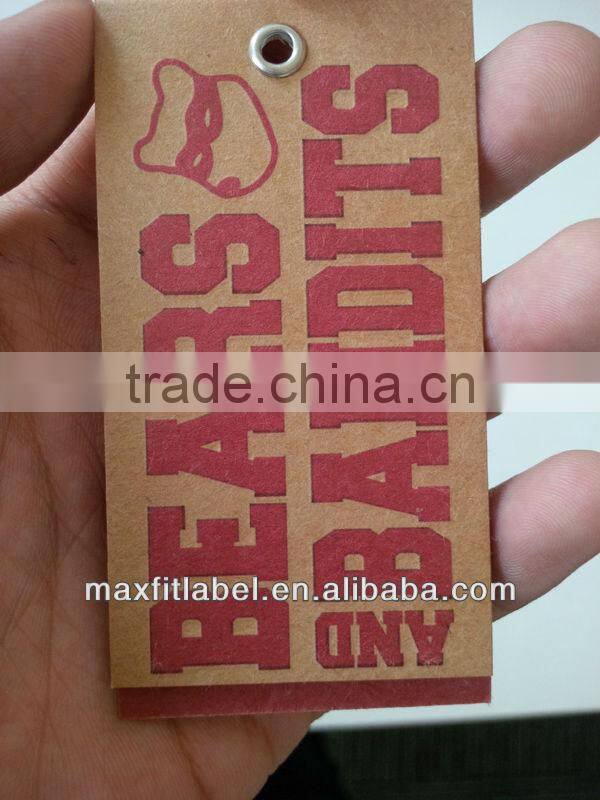 BEARS
AND BANDITS
trade.china.cn
maxfitlabel.en.alibaba.com